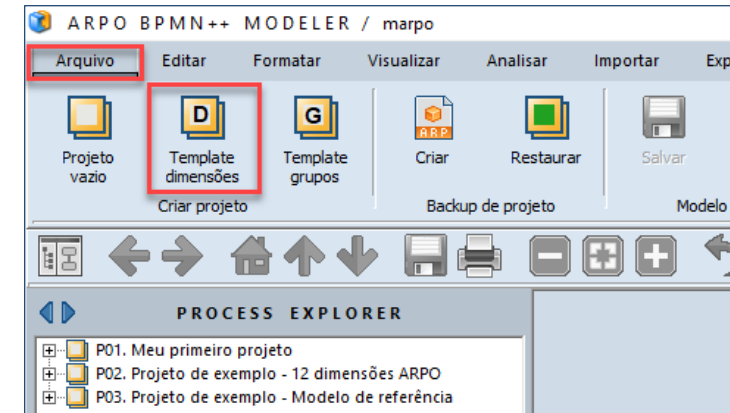 ARPO BPMN++ MODELER / marpo
Arquivo Editar Formatar Visualizar Analisar Importar Exp
D G ARP
Projeto vazio Template dimensões Template grupos Criar Restaurar Salvar
Criar projeto Backup de projeto Modelo
PROCESS EXPLORER
P01. Meu primeiro projeto
P02. Projeto de exemplo - 12 dimensões ARPO
P03. Projeto de exemplo - Modelo de referência